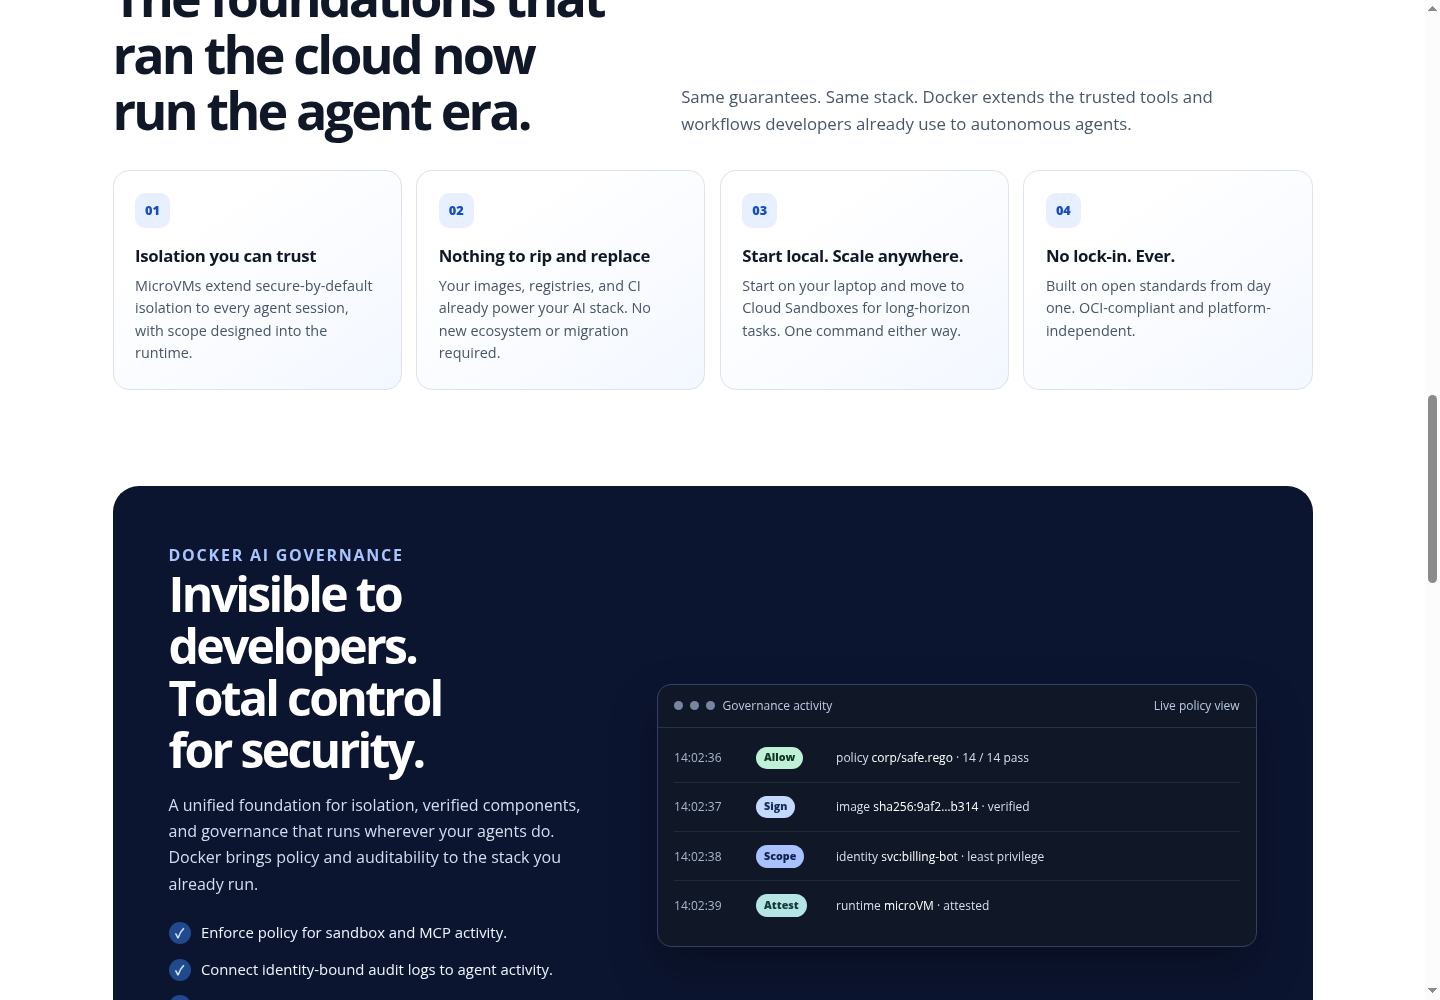 The foundations that
ran the cloud now
run the agent era.
Same guarantees. Same stack. Docker extends the trusted tools and
workflows developers already use to autonomous agents.
01
Isolation you can trust
MicroVMs extend secure-by-default
isolation to every agent session,
with scope designed into the
runtime.
02
Nothing to rip and replace
Your images, registries, and CI
already power your AI stack. No
new ecosystem or migration
required.
03
Start local. Scale anywhere.
Start on your laptop and move to
Cloud Sandboxes for long-horizon
tasks. One command either way.
04
No lock-in. Ever.
Built on open standards from day
one. OCI-compliant and platform-
independent.
DOCKER AI GOVERNANCE
Invisible to
developers.
Total control
for security.
A unified foundation for isolation, verified components,
and governance that runs wherever your agents do.
Docker brings policy and auditability to the stack you
already run.
✓ Enforce policy for sandbox and MCP activity.
✓ Connect identity-bound audit logs to agent activity.
Governance activity Live policy view
14:02:36 Allow policy corp/safe.rego · 14 / 14 pass
14:02:37 Sign image sha256:9af2…b314 · verified
14:02:38 Scope identity svc:billing-bot · least privilege
14:02:39 Attest runtime microVM · attested